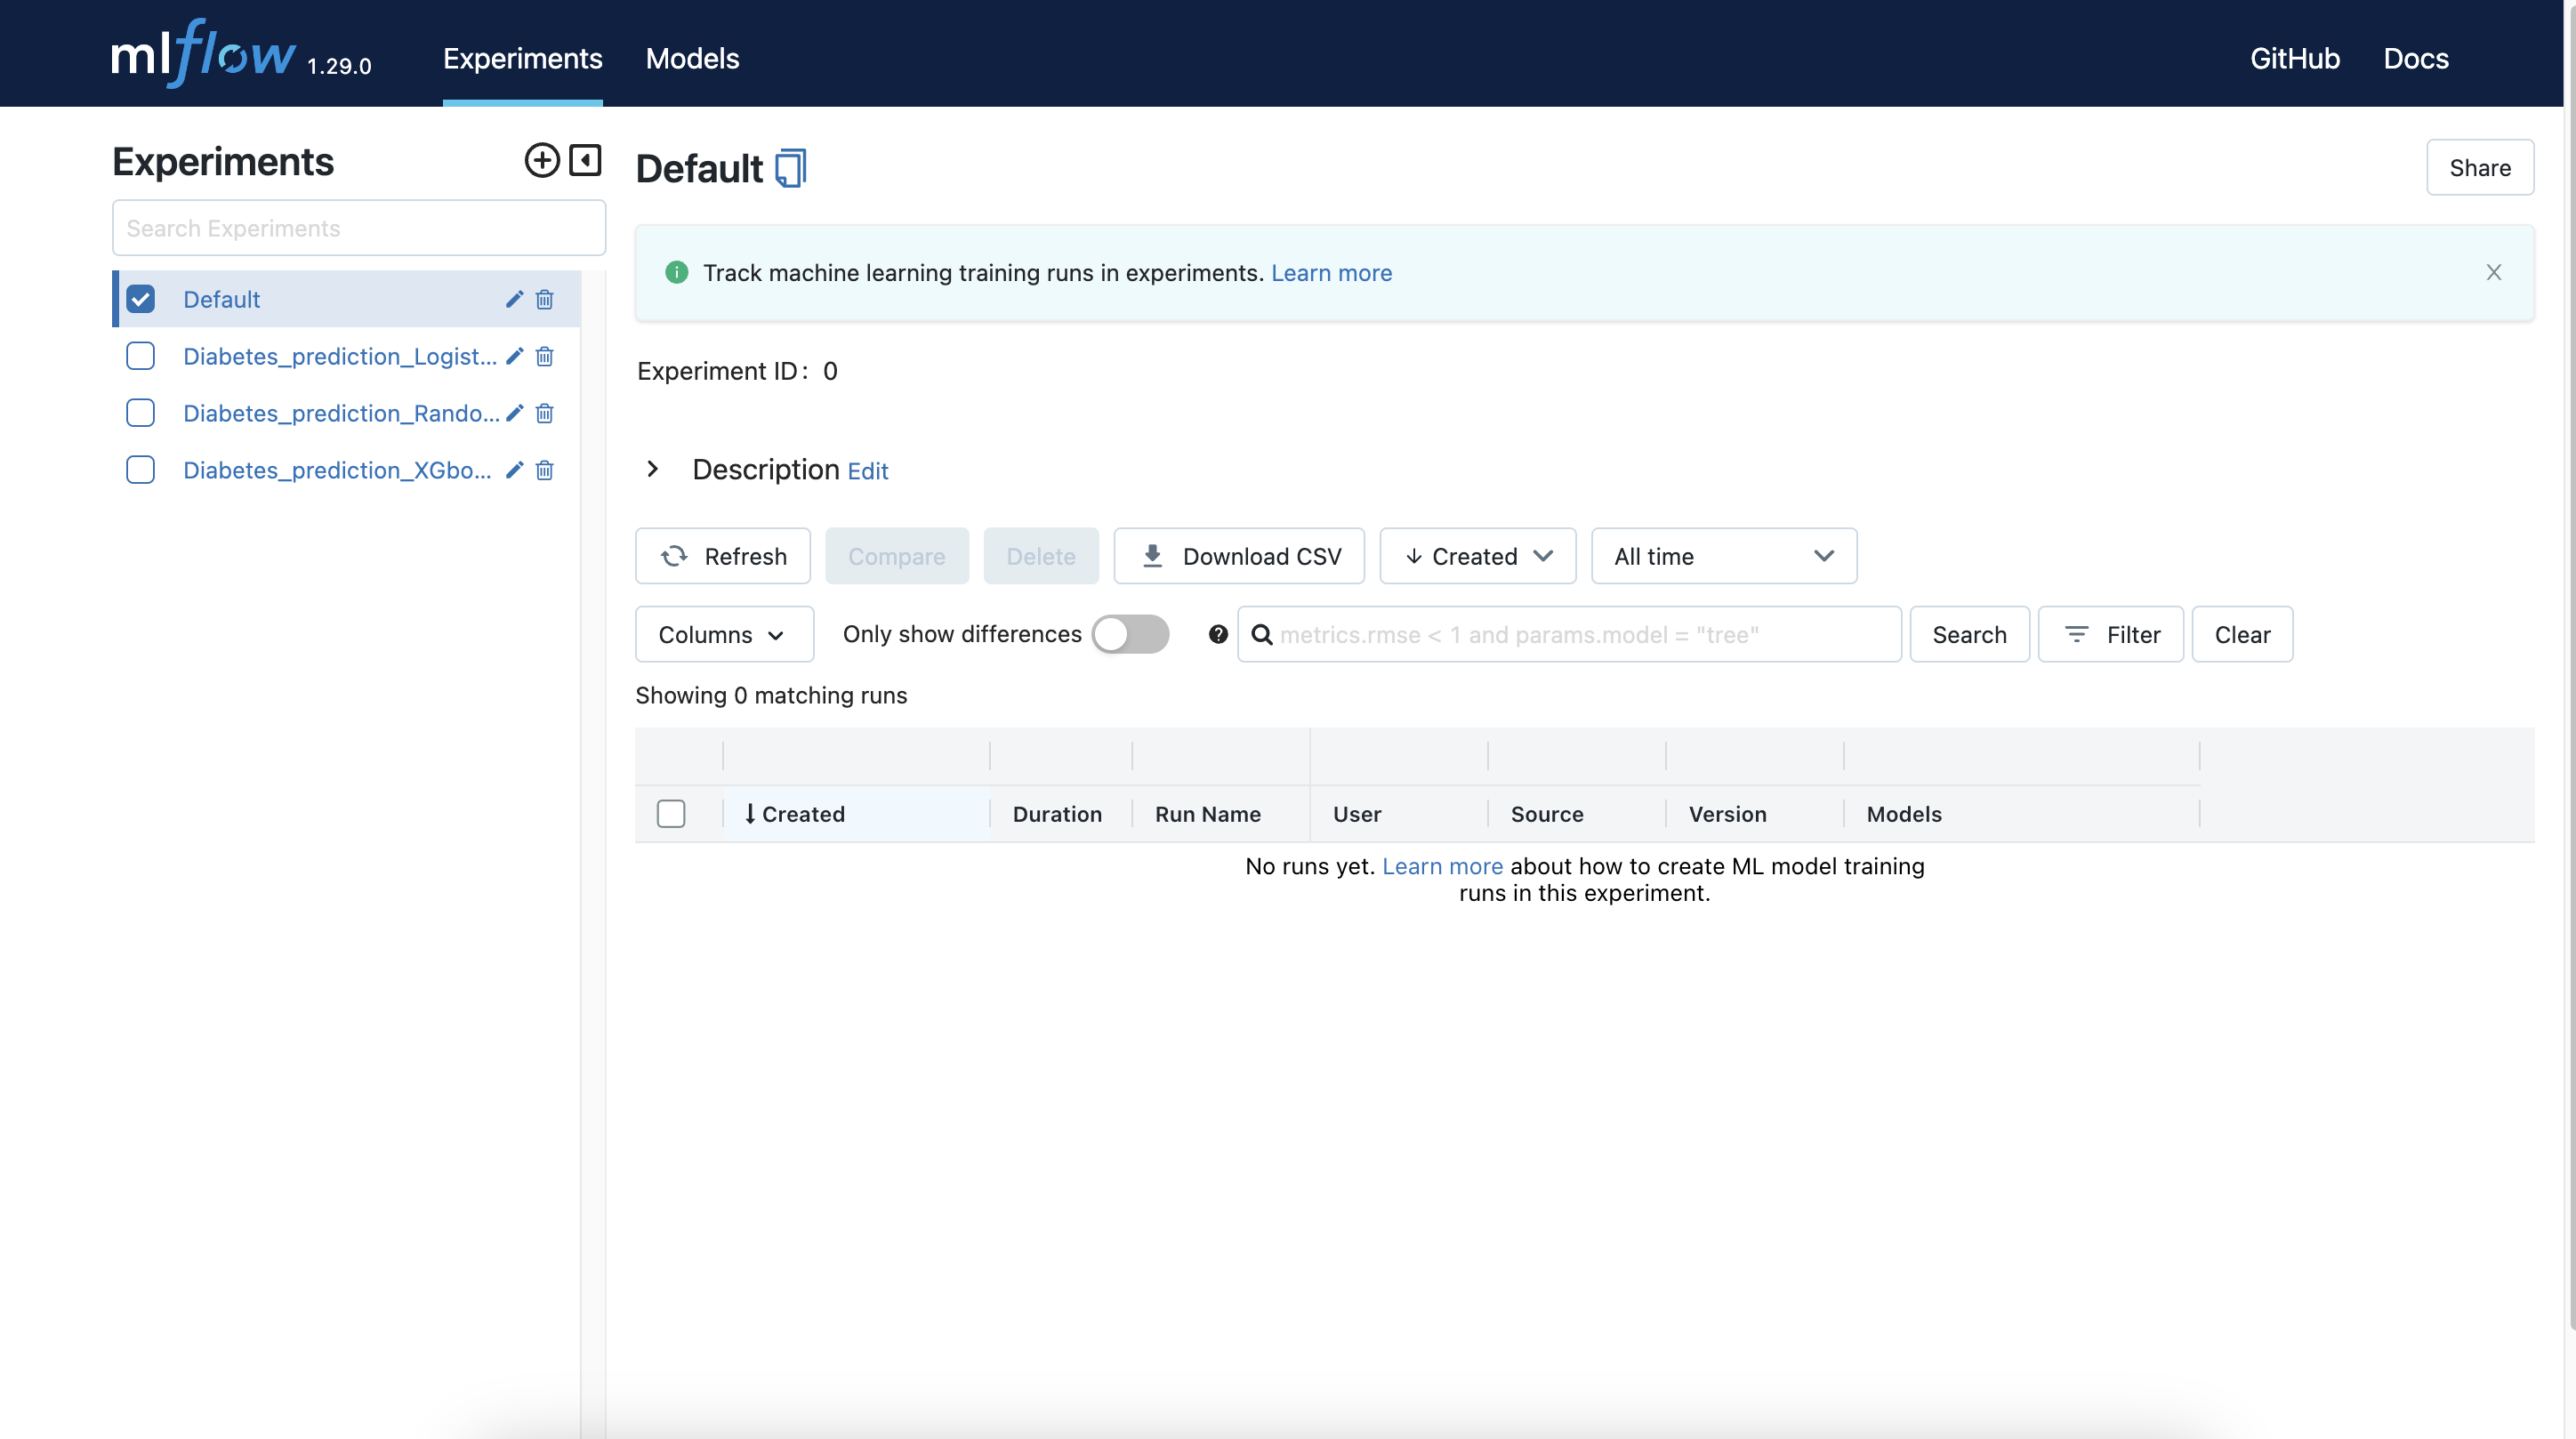 mlflow 1.29.0 Experiments Models GitHub Docs
Experiments
Search Experiments
Default
Diabetes_prediction_Logist...
Diabetes_prediction_Rando...
Diabetes_prediction_XGbo...
Default
Share
Track machine learning training runs in experiments. Learn more
Experiment ID: 0
Description Edit
Refresh Compare Delete Download CSV Created All time
Columns Only show differences metrics.rmse < 1 and params.model = "tree" Search Filter Clear
Showing 0 matching runs
Created Duration Run Name User Source Version Models
No runs yet. Learn more about how to create ML model training
runs in this experiment.